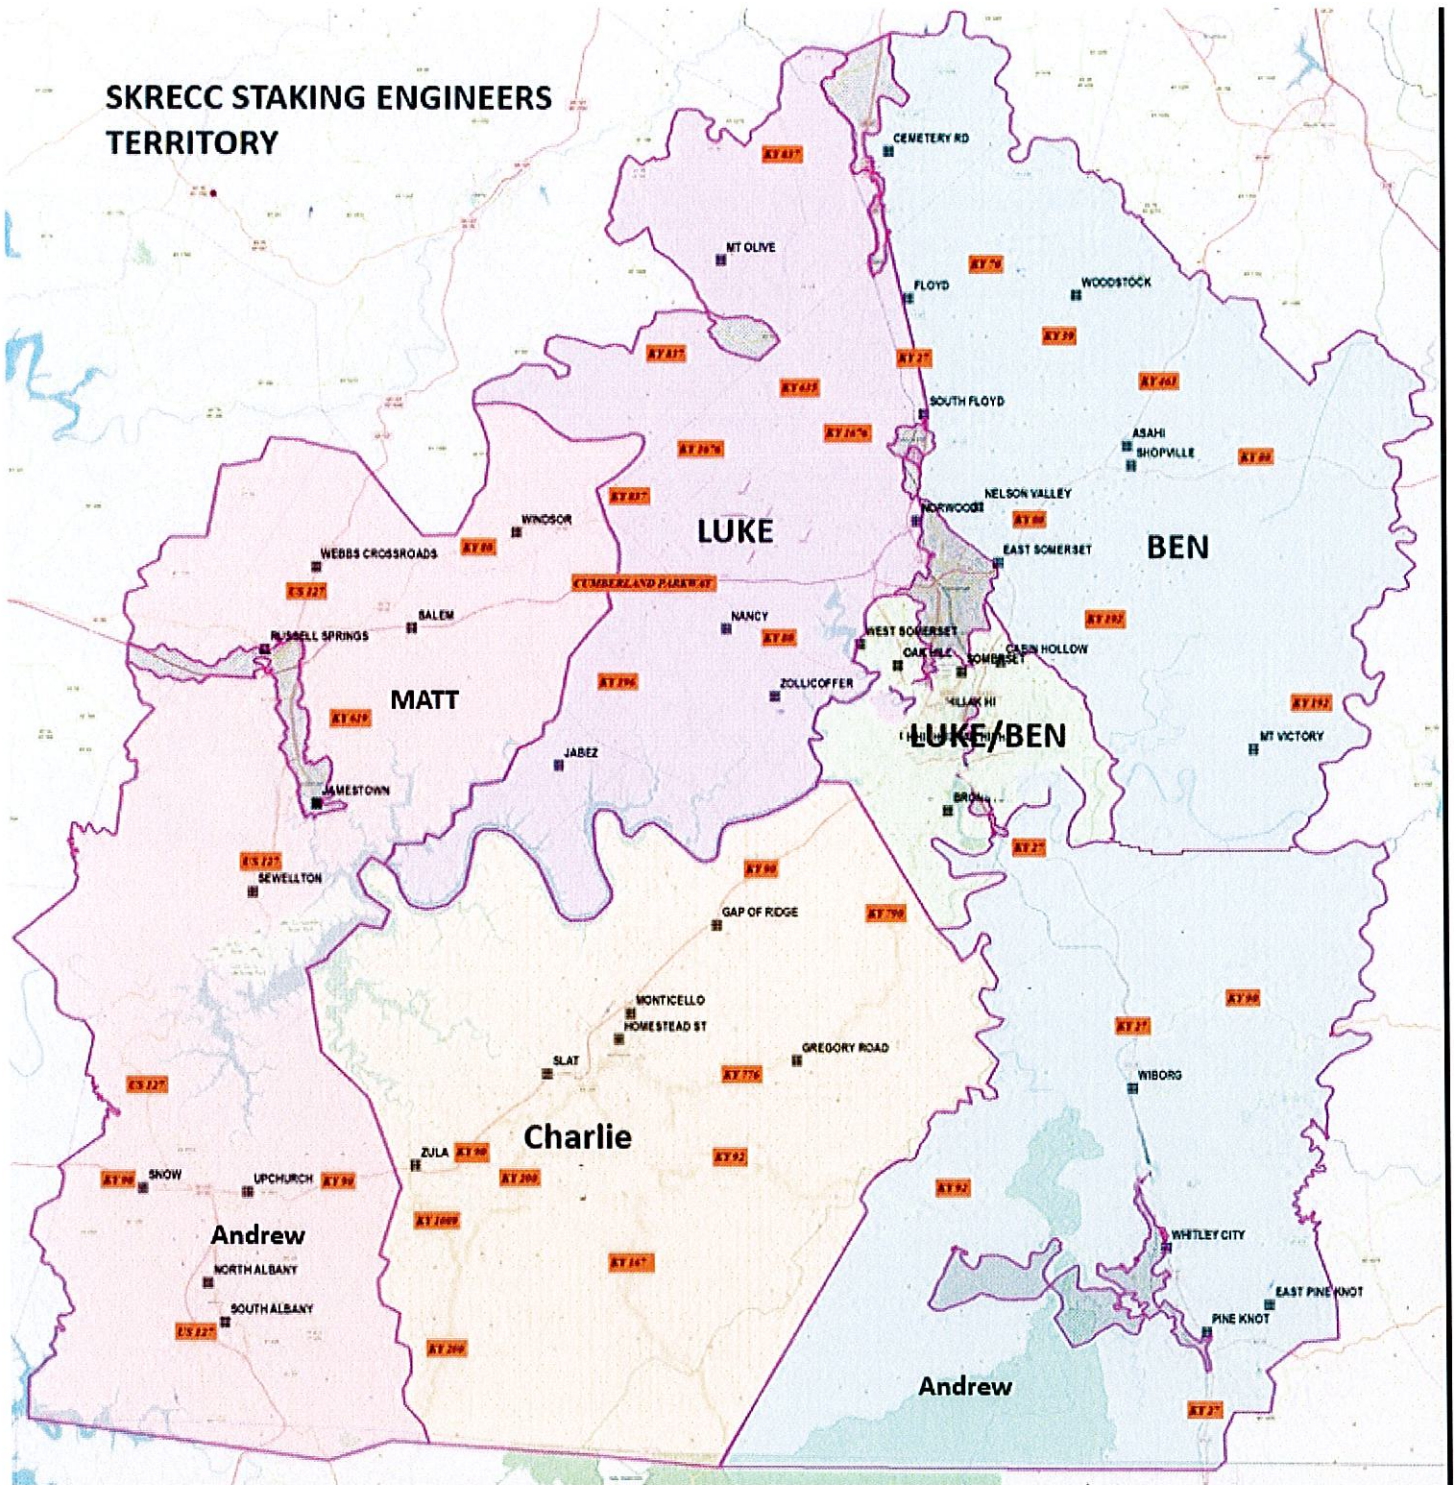 SKRECC STAKING ENGINEERS
TERRITORY
CEMETERY RD
KY 837
MT OLIVE
KY 70
FLOYD
WOODSTOCK
KY 39
KY 837
KY 27
KY 635
KY 461
SOUTH FLOYD
KY 1676
KY 1676
ASAHI
SHOPVILLE
KY 80
KY 837
NELSON VALLEY
NORWOOD
KY 80
WINDSOR
LUKE
BEN
KY 80
WEBBS CROSSROADS
EAST SOMERSET
US 127
CUMBERLAND PARKWAY
SALEM
NANCY
KY 80
KY 192
RUSSELL SPRINGS
WEST SOMERSET
OAK HILL
SOMERSET
CABIN HOLLOW
KY 196
ZOLLICOFFER
MATT
KY 619
KY 192
LUKE/BEN
MT VICTORY
JABEZ
JAMESTOWN
KY 27
US 127
SEWELLTON
KY 90
GAP OF RIDGE
KY 790
MONTICELLO
HOMESTEAD ST
KY 90
KY 27
SLAT
GREGORY ROAD
KY 776
US 127
WIBORG
Charlie
ZULA
KY 90
KY 92
KY 90
SNOW
UPCHURCH
KY 90
KY 200
KY 92
KY 1009
Andrew
WHITLEY CITY
NORTH ALBANY
KY 167
SOUTH ALBANY
US 127
EAST PINE KNOT
PINE KNOT
KY 200
Andrew
KY 27